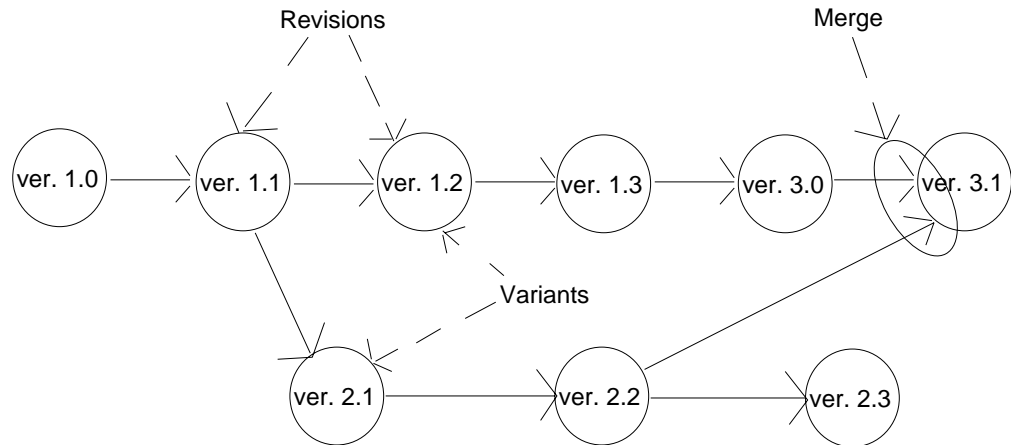 Revisions
Merge
ver. 1.0
ver. 1.1
ver. 1.2
ver. 1.3
ver. 3.0
ver. 3.1
Variants
ver. 2.1
ver. 2.2
ver. 2.3